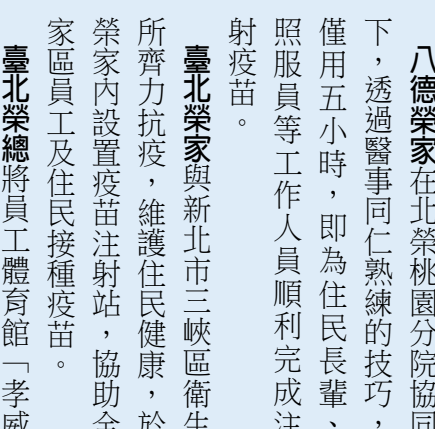 八德榮家在北榮桃園分院協同
下，透過醫事同仁熟練的技巧，
僅用五小時，即為住民長輩、
照服員等工作人員順利完成注
射疫苗。
臺北榮家與新北市三峽區衛生
所齊力抗疫，維護住民健康，於
榮家內設置疫苗注射站，協助全
家區員工及住民接種疫苗。
臺北榮總將員工體育館「孝威